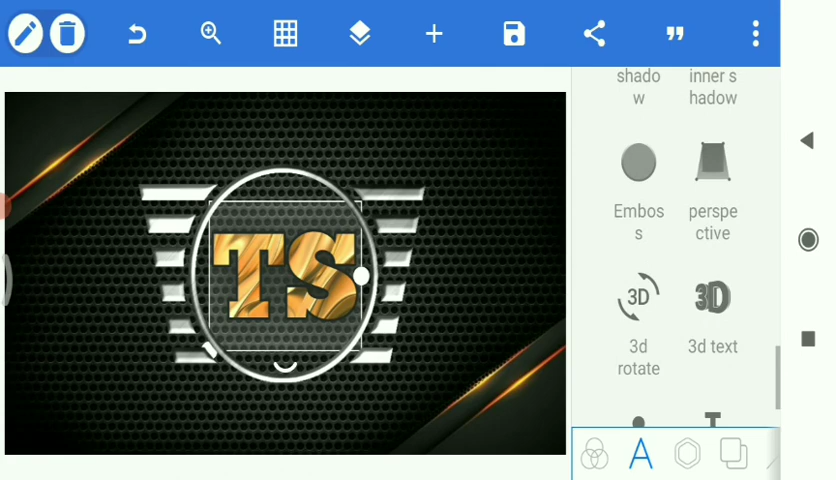 shado
w
inner s
hadow
TS
Embos
s
perspe
ctive
3D
3D
3d
rotate
3d text
A